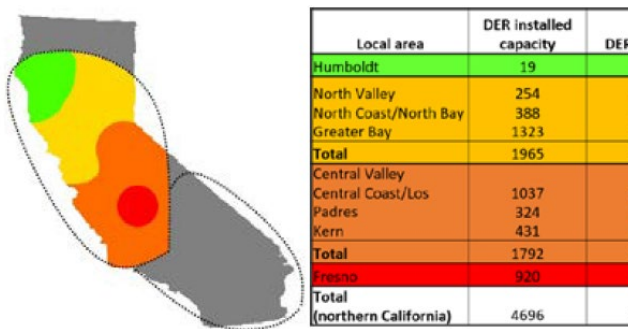 Local area DER installed capacity DER
Humboldt 19
North Valley 254
North Coast/North Bay 388
Greater Bay 1323
Total 1965
Central Valley
Central Coast/Los 1037
Padres 324
Kern 431
Total 1792
Fresno 920
Total
(northern California) 4696